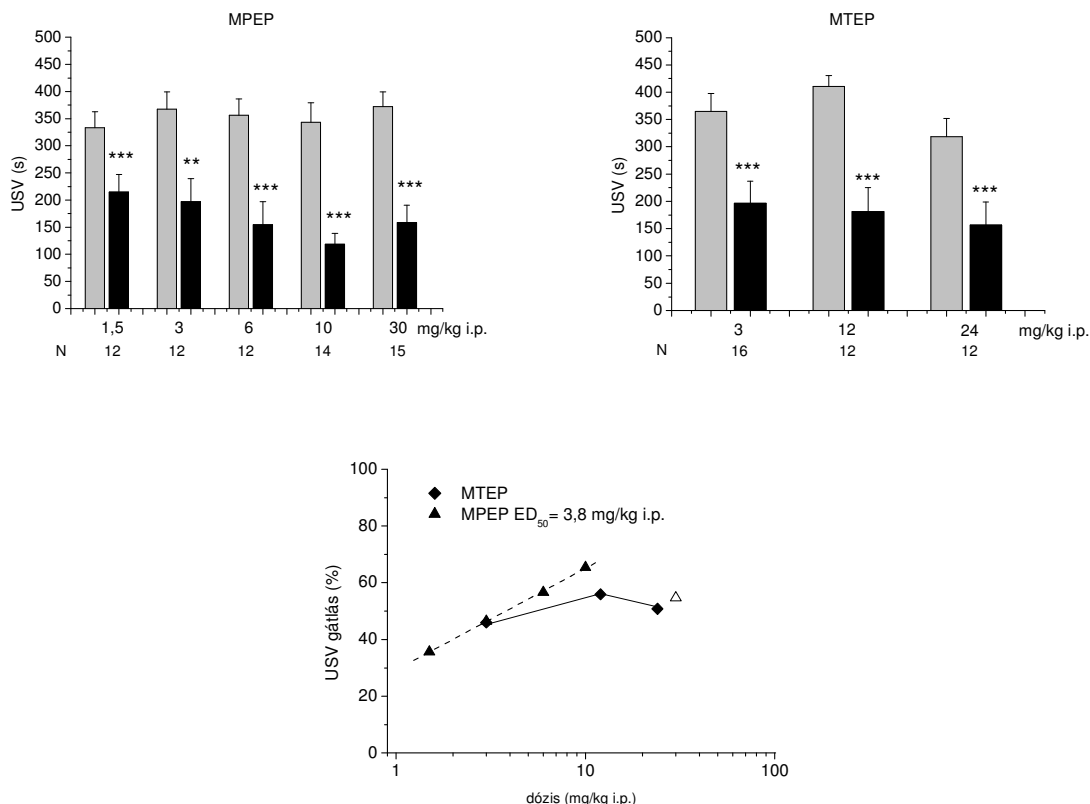 MPEP
500
450
400
350
300
250
200
150
100
50
0
USV (s)
*** ** *** *** ***
1,5 3 6 10 30 mg/kg i.p.
N 12 12 12 14 15
MTEP
500
450
400
350
300
250
200
150
100
50
0
USV (s)
*** *** ***
3 12 24 mg/kg i.p.
N 16 12 12
100
80
60
40
20
0
USV gátlás (%)
MTEP
MPEP ED50= 3,8 mg/kg i.p.
1 10 100
dózis (mg/kg i.p.)